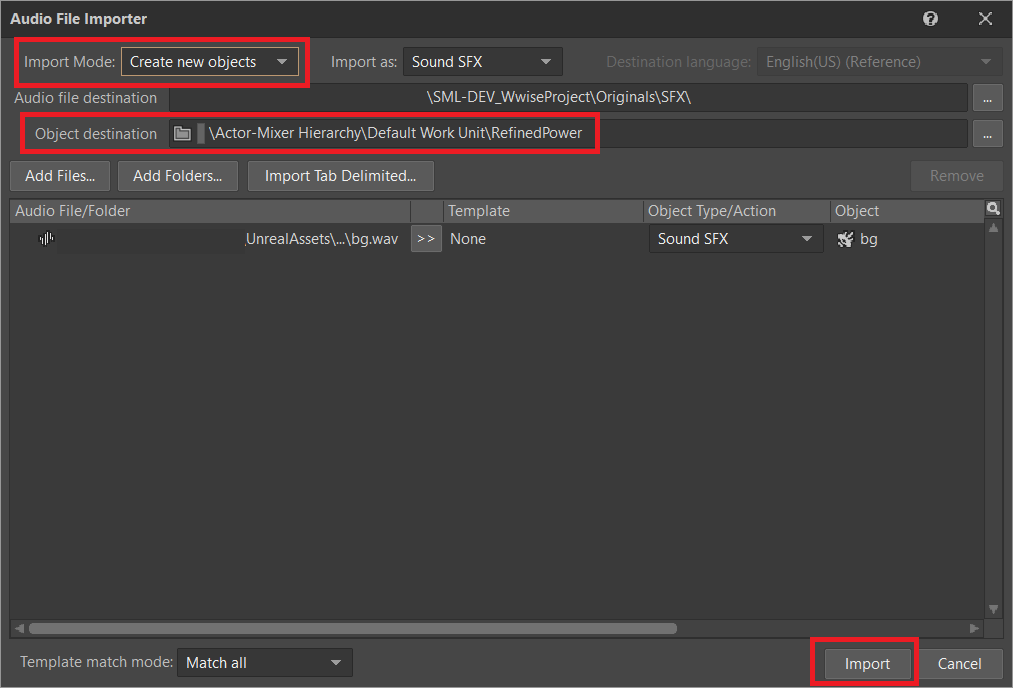 Audio File Importer
Import Mode: Create new objects Import as: Sound SFX Destination language: English(US) (Reference)
Audio file destination \SML-DEV_WwiseProject\Originals\SFX\ ...
Object destination \Actor-Mixer Hierarchy\Default Work Unit\RefinedPower ...
Add Files... Add Folders... Import Tab Delimited... Remove
Audio File/Folder Template Object Type/Action Object
\UnrealAssets\...\bg.wav >> None Sound SFX bg
Template match mode: Match all Import Cancel